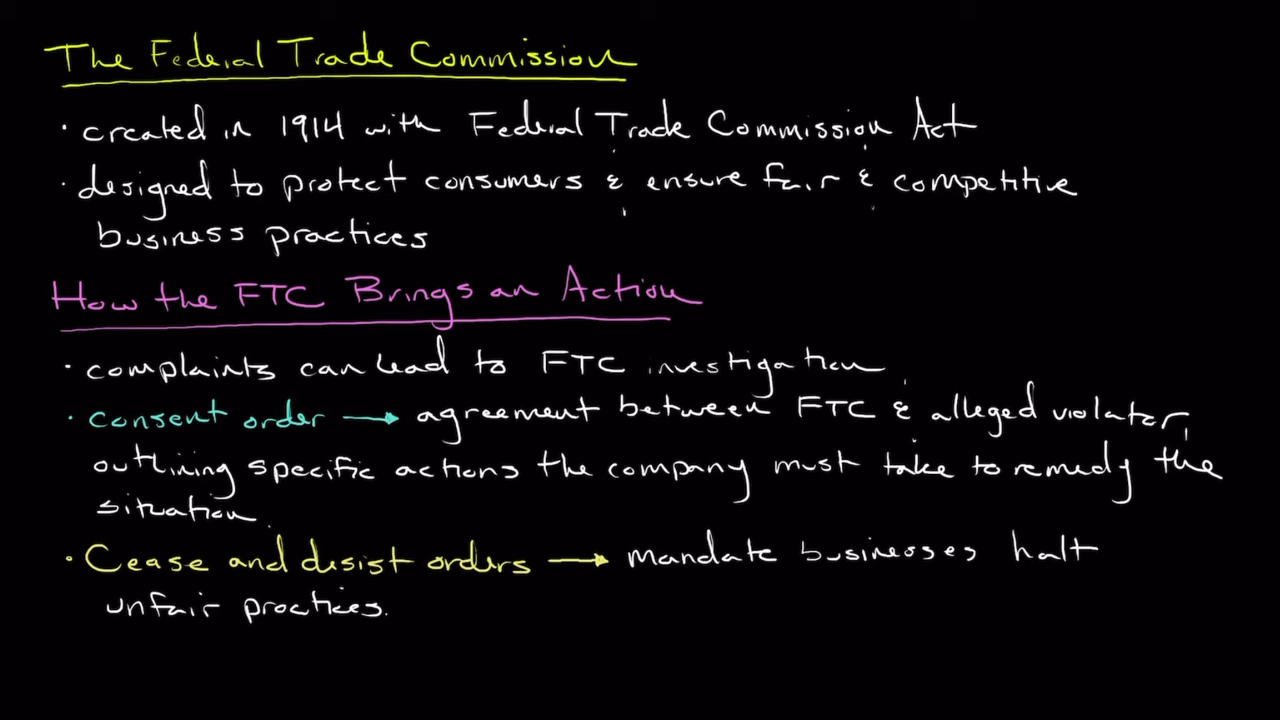 The Federal Trade Commission
• created in 1914 with Federal Trade Commission Act
• designed to protect consumers & ensure fair & competitive
business practices
How the FTC Brings an Action
• complaints can lead to FTC investigation
• consent order → agreement between FTC & alleged violator,
outlining specific actions the company must take to remedy the
situation.
• Cease and desist orders → mandate businesses halt
unfair practices.